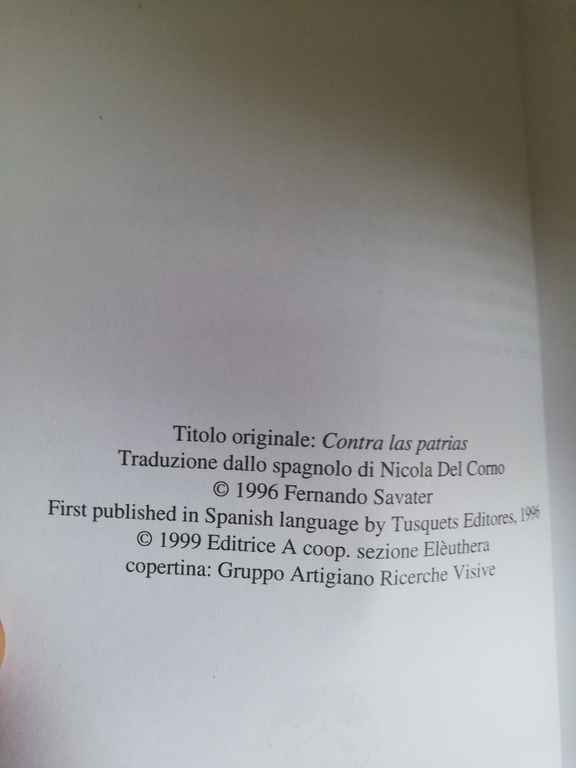 Titolo originale: Contra las patrias
Traduzione dallo spagnolo di Nicola Del Corno
© 1996 Fernando Savater
First published in Spanish language by Tusquets Editores, 1996
© 1999 Editrice A coop. sezione Elèuthera
copertina: Gruppo Artigiano Ricerche Visive